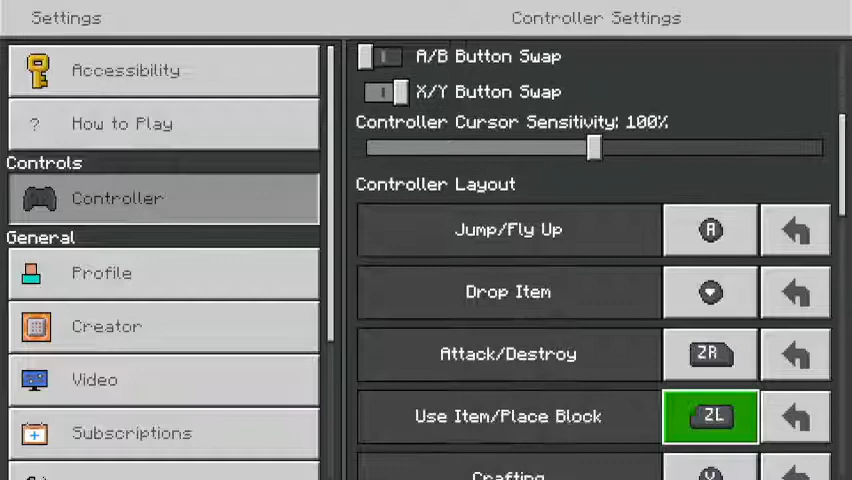 Settings
Controller Settings
Accessibility
? How to Play
Controls
Controller
General
Profile
Creator
Video
Subscriptions
A/B Button Swap
X/Y Button Swap
Controller Cursor Sensitivity: 100%
Controller Layout
Jump/Fly Up A
Drop Item
Attack/Destroy ZR
Use Item/Place Block ZL
Crafting